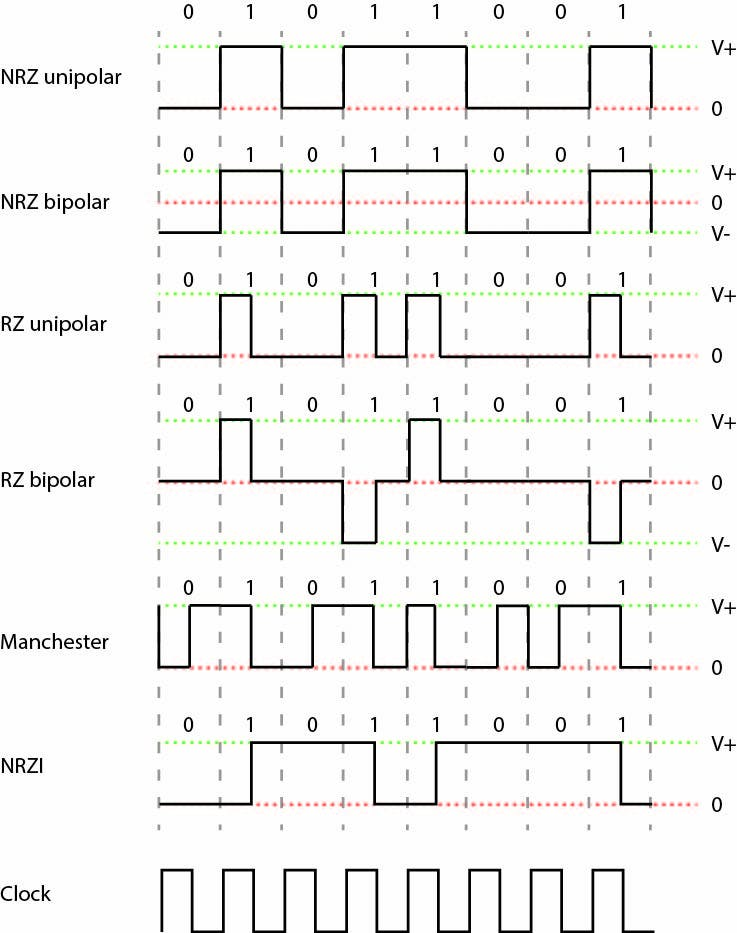 0 1 0 1 1 0 0 1
V+
NRZ unipolar
0
0 1 0 1 1 0 0 1
V+
NRZ bipolar 0
V-
0 1 0 1 1 0 0 1
V+
RZ unipolar
0
0 1 0 1 1 0 0 1
V+
RZ bipolar 0
V-
0 1 0 1 1 0 0 1
V+
Manchester
0
0 1 0 1 1 0 0 1
V+
NRZI
0
Clock